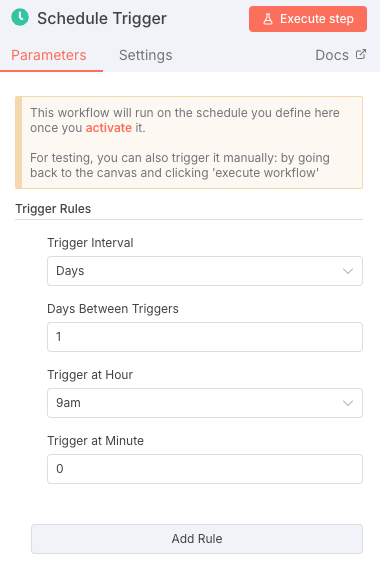 Schedule Trigger
Execute step
Parameters
Settings
Docs
This workflow will run on the schedule you define here
once you activate it.
For testing, you can also trigger it manually: by going
back to the canvas and clicking 'execute workflow'
Trigger Rules
Trigger Interval
Days
Days Between Triggers
1
Trigger at Hour
9am
Trigger at Minute
0
Add Rule